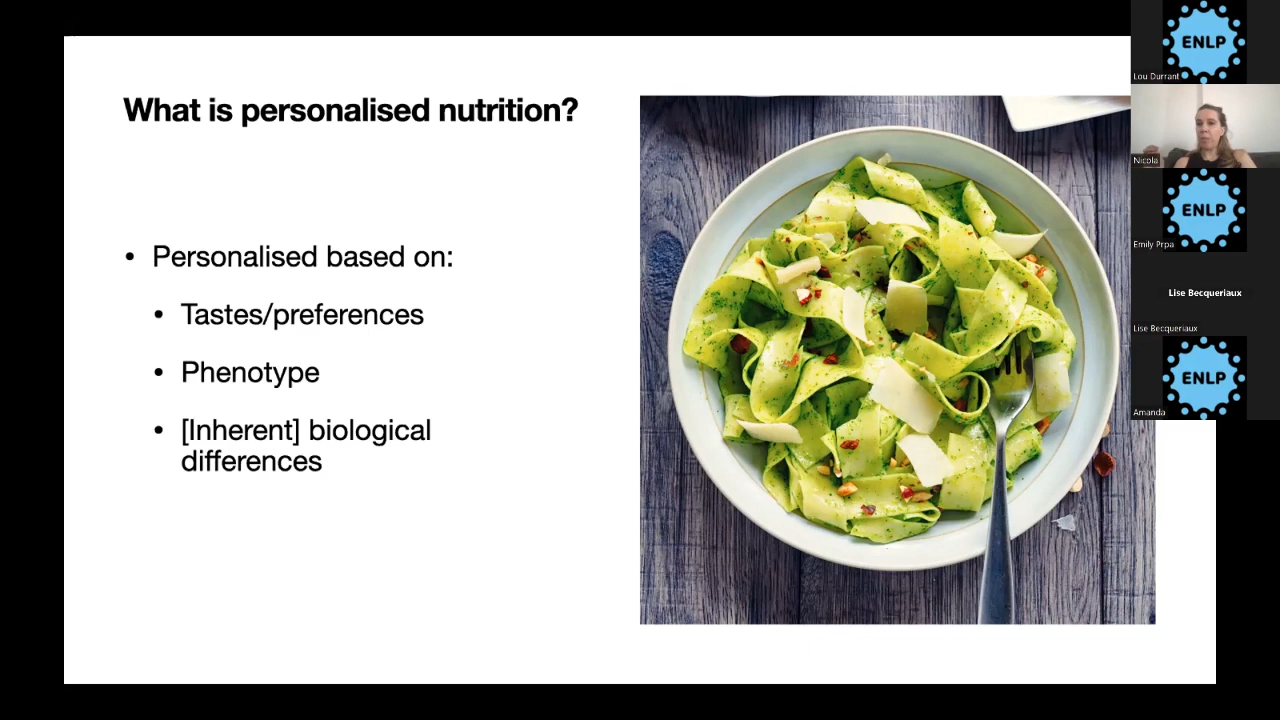 What is personalised nutrition?
• Personalised based on:
• Tastes/preferences
• Phenotype
• [Inherent] biological
differences
ENLP
Lou Durrant
Nicola
ENLP
Emily Prpa
Lise Becqueriaux
Lise Becqueriaux
ENLP
Amanda